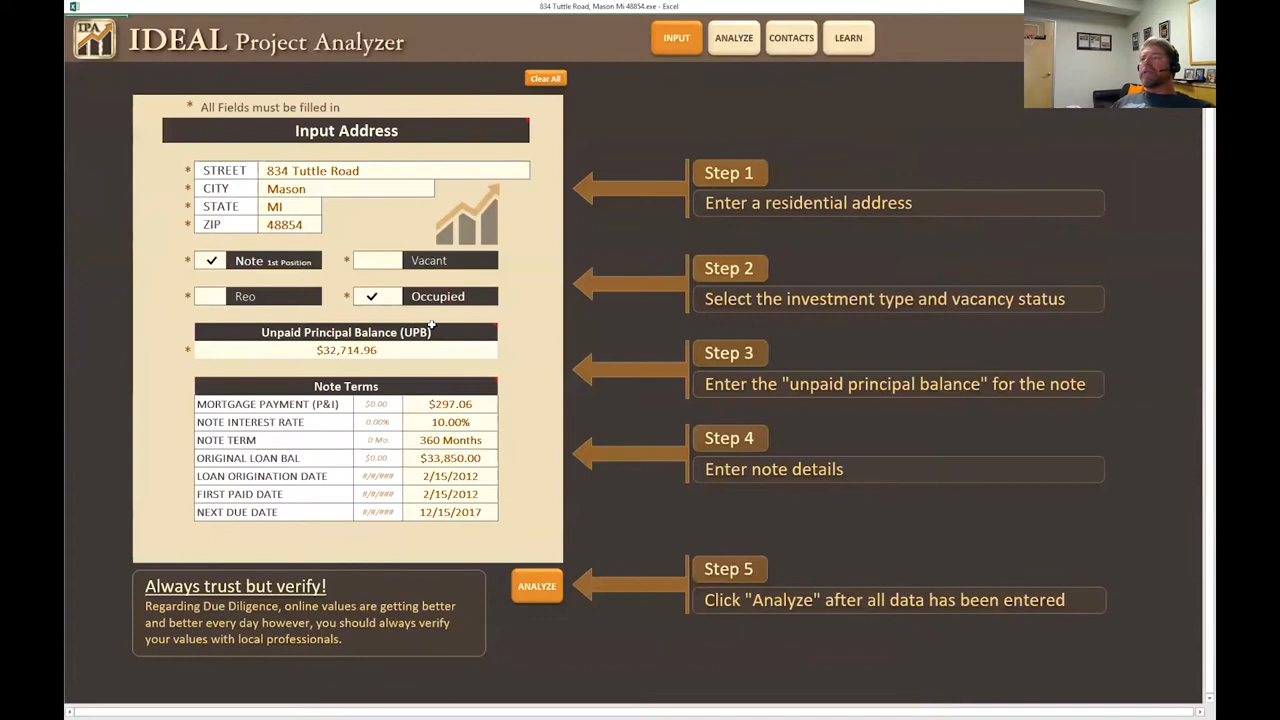 834 Tuttle Road, Mason Mi 48854.exe - Excel
IPA
IDEAL Project Analyzer
INPUT
ANALYZE
CONTACTS
LEARN
Clear All
* All Fields must be filled in
Input Address
* STREET 834 Tuttle Road
* CITY Mason
* STATE MI
* ZIP 48854
* ✓ Note 1st Position * Vacant
* Reo * ✓ Occupied
Unpaid Principal Balance (UPB)
* $32,714.96
Note Terms
MORTGAGE PAYMENT (P&I) $0.00 $297.06
NOTE INTEREST RATE 0.00% 10.00%
NOTE TERM 0 Mo. 360 Months
ORIGINAL LOAN BAL $0.00 $33,850.00
LOAN ORIGINATION DATE #/#/### 2/15/2012
FIRST PAID DATE #/#/### 2/15/2012
NEXT DUE DATE #/#/### 12/15/2017
Always trust but verify!
Regarding Due Diligence, online values are getting better
and better every day however, you should always verify
your values with local professionals.
ANALYZE
Step 1
Enter a residential address
Step 2
Select the investment type and vacancy status
Step 3
Enter the "unpaid principal balance" for the note
Step 4
Enter note details
Step 5
Click "Analyze" after all data has been entered